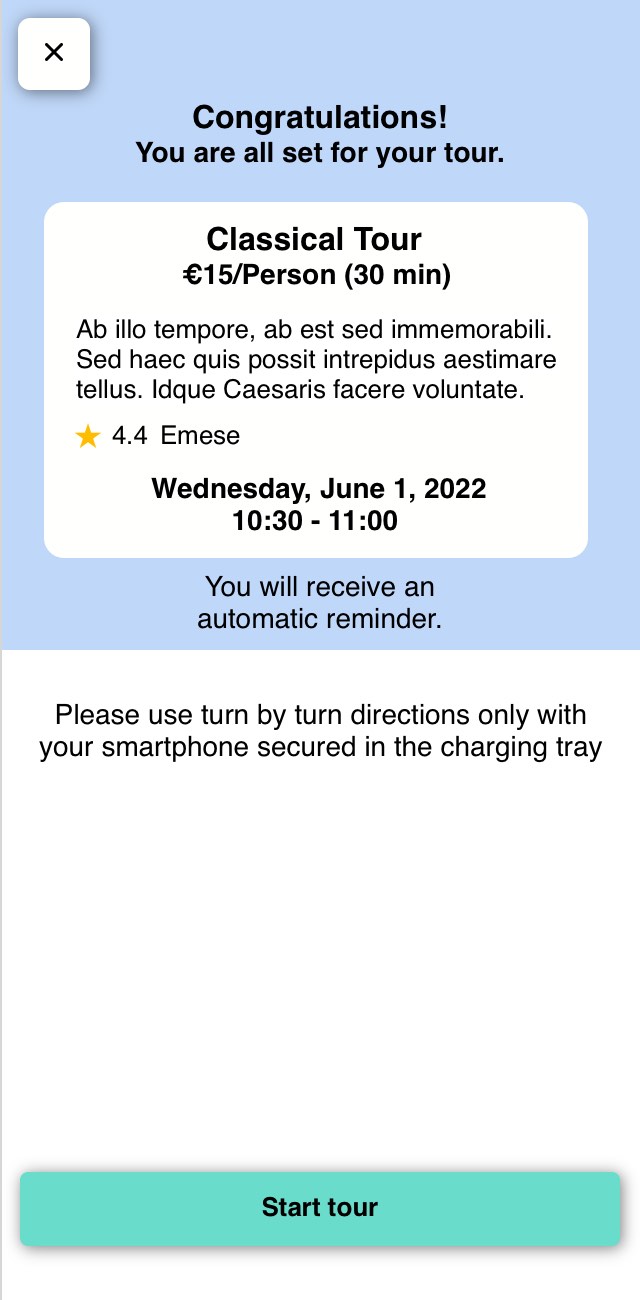 Congratulations!
You are all set for your tour.
Classical Tour
€15/Person (30 min)
Ab illo tempore, ab est sed immemorabili.
Sed haec quis possit intrepidus aestimare
tellus. Idque Caesaris facere voluntate.
4.4 Emese
Wednesday, June 1, 2022
10:30 - 11:00
You will receive an
automatic reminder.
Please use turn by turn directions only with
your smartphone secured in the charging tray
Start tour